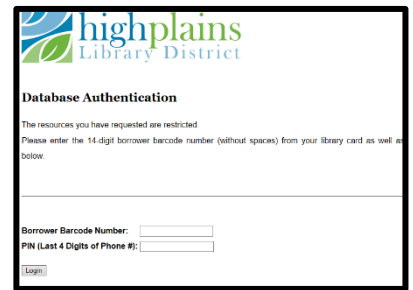 highplains
Library District
Database Authentication
The resources you have requested are restricted
Please enter the 14-digit borrower barcode number (without spaces) from your library card as well as
below.
Borrower Barcode Number:
PIN (Last 4 Digits of Phone #):
Login